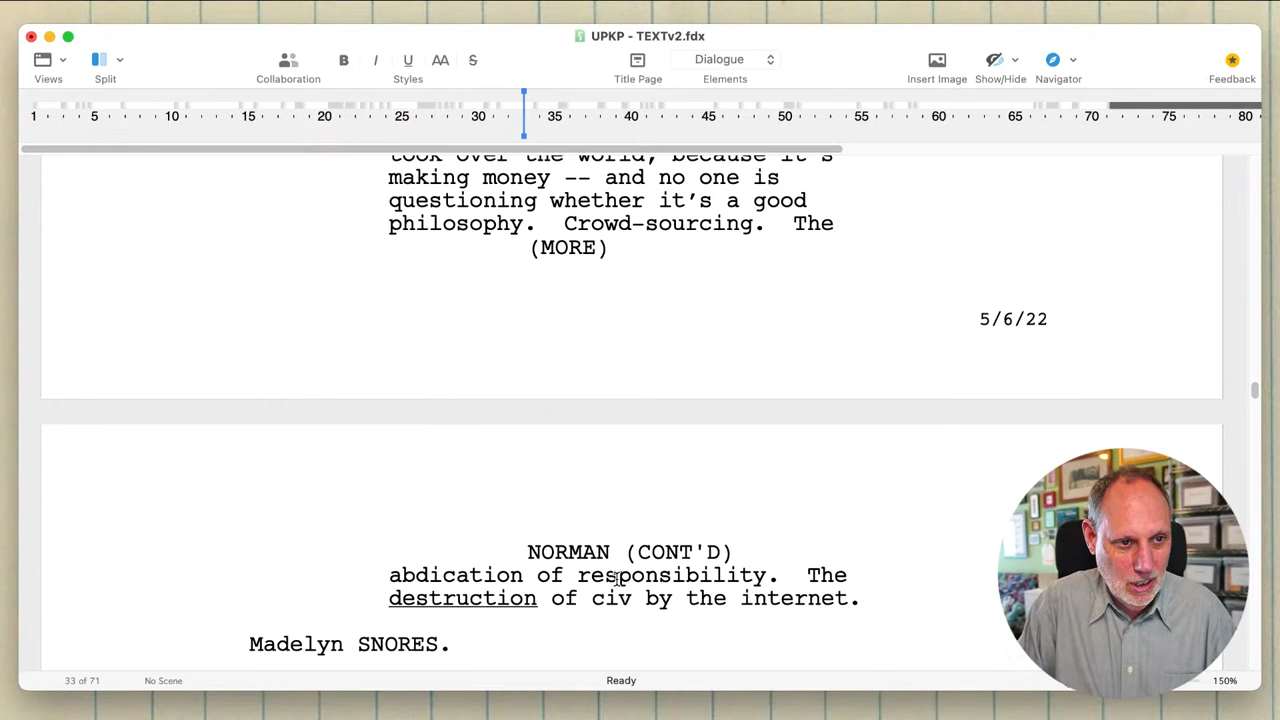 UPKP - TEXTv2.fdx
B I U AA S Dialogue
Views Split Collaboration Styles Title Page Elements Insert Image Show/Hide Navigator Feedback
1 5 10 15 20 25 30 35 40 45 50 55 60 65 70 75 80
took over the world, because it's
making money -- and no one is
questioning whether it’s a good
philosophy. Crowd-sourcing. The
(MORE)
5/6/22
NORMAN (CONT'D)
abdication of responsibility. The
destruction of civ by the internet.
Madelyn SNORES.
33 of 71 No Scene Ready 150%